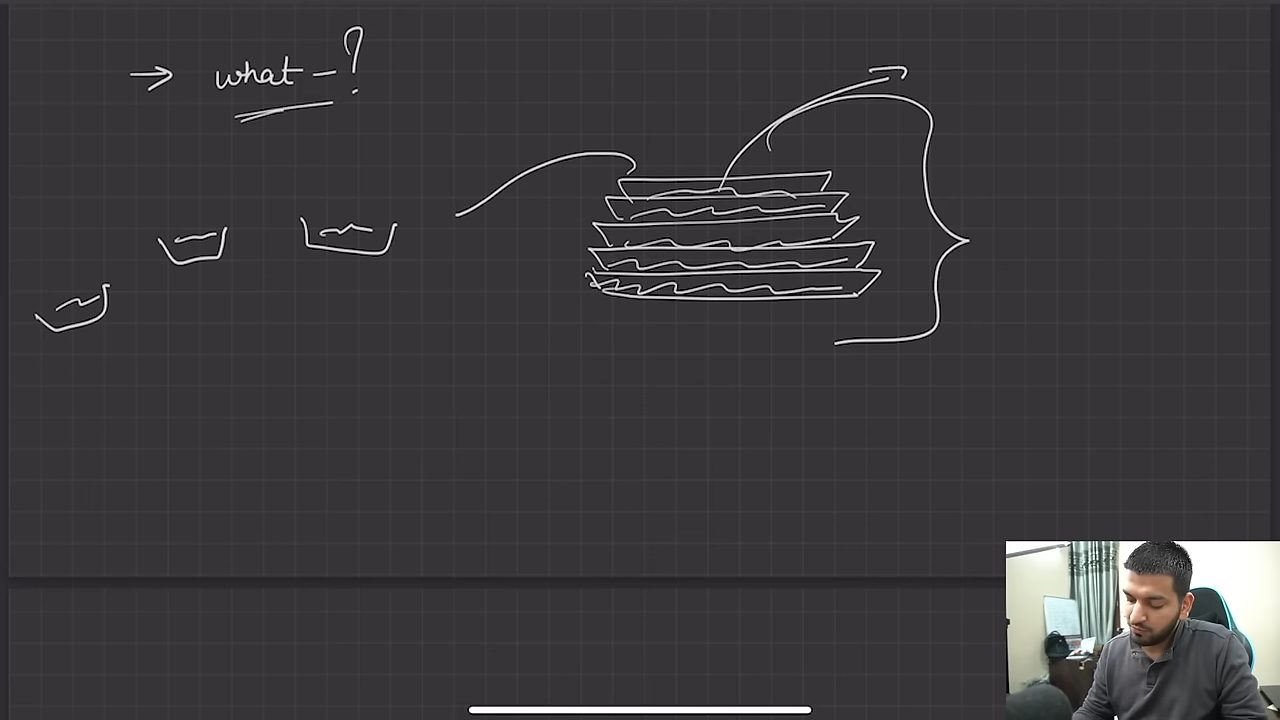 → what - ?